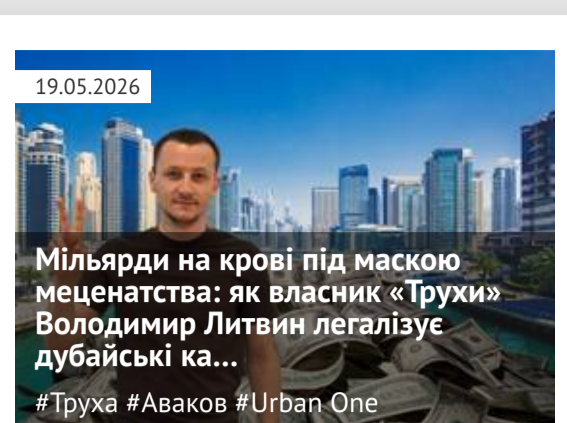 19.05.2026
Мільярди на крові під маскою
меценатства: як власник «Трухи»
Володимир Литвин легалізує
дубайські ка...
#Труха #Аваков #Urban One